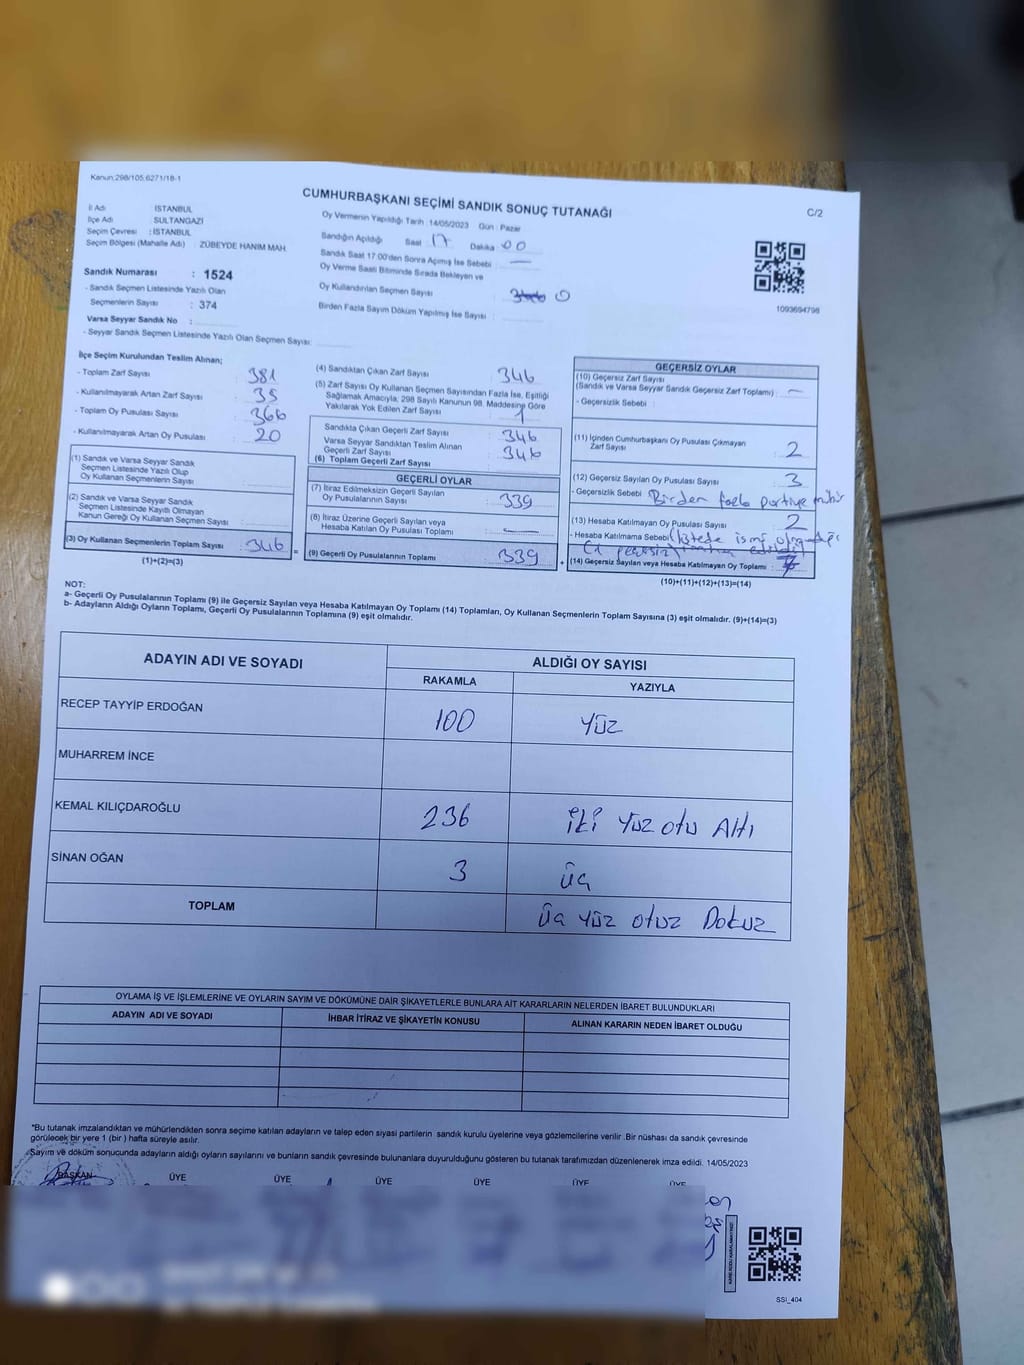 Kanun:298/105,6271/18-1
CUMHURBAŞKANI SEÇİMİ SANDIK SONUÇ TUTANAĞI
C/2
İl Adı : İSTANBUL
İlçe Adı : SULTANGAZİ
Seçim Çevresi : İSTANBUL
Seçim Bölgesi (Mahalle Adı) : ZÜBEYDE HANIM MAH.
Sandık Numarası : 1524
- Sandık Seçmen Listesinde Yazılı Olan
Seçmenlerin Sayısı : 374
Varsa Seyyar Sandık No :
- Seyyar Sandık Seçmen Listesinde Yazılı Olan Seçmen Sayısı:
Oy Vermenin Yapıldığı Tarih :14/05/2023 Gün : Pazar
Sandığın Açıldığı Saat 17 Dakika 00
Sandık Saat 17:00'den Sonra Açımış İse Sebebi : —
Oy Verme Saati Bitiminde Sırada Bekleyen ve
Oy Kullandırılan Seçmen Sayısı : 0
Birden Fazla Sayım Döküm Yapılmış İse Sayısı :
1093694798
İlçe Seçim Kurulundan Teslim Alınan;
- Toplam Zarf Sayısı : 381
- Kullanılmayarak Artan Zarf Sayısı : 35
- Toplam Oy Pusulası Sayısı : 366
- Kullanılmayarak Artan Oy Pusulası : 20
(1) Sandık ve Varsa Seyyar Sandık
Seçmen Listesinde Yazılı Olup
Oy Kullanan Seçmenlerin Sayısı :
(2) Sandık ve Varsa Seyyar Sandık
Seçmen Listesinde Kayıtlı Olmayan
Kanun Gereği Oy Kullanan Seçmen Sayısı :
(3) Oy Kullanan Seçmenlerin Toplam Sayısı : 346
(1)+(2)=(3)
(4) Sandıktan Çıkan Zarf Sayısı : 346
(5) Zarf Sayısı Oy Kullanan Seçmen Sayısından Fazla İse, Eşitliği
Sağlamak Amacıyla; 298 Sayılı Kanunun 98. Maddesine Göre
Yakılarak Yok Edilen Zarf Sayısı :
Sandıkta Çıkan Geçerli Zarf Sayısı : 346
Varsa Seyyar Sandıktan Teslim Alınan
Geçerli Zarf Sayısı : 346
(6) Toplam Geçerli Zarf Sayısı :
GEÇERLİ OYLAR
(7) İtiraz Edilmeksizin Geçerli Sayılan
Oy Pusulalarının Sayısı : 339
(8) İtiraz Üzerine Geçerli Sayılan veya
Hesaba Katılan Oy Pusulası Toplamı : —
= (9) Geçerli Oy Pusulalarının Toplamı : 339 +
GEÇERSİZ OYLAR
(10) Geçersiz Zarf Sayısı
(Sandık ve Varsa Seyyar Sandık Geçersiz Zarf Toplamı) : —
- Geçersizlik Sebebi :
(11) İçinden Cumhurbaşkanı Oy Pusulası Çıkmayan
Zarf Sayısı : 2
(12) Geçersiz Sayılan Oy Pusulası Sayısı : 3
- Geçersizlik Sebebi : Birden fazla partiye mühür
(13) Hesaba Katılmayan Oy Pusulası Sayısı : 2
- Hesaba Katılmama Sebebi : (listede ismi
(14) Geçersiz Sayılan veya Hesaba Katılmayan Oy Toplamı : 7
(10)+(11)+(12)+(13)=(14)
NOT:
a- Geçerli Oy Pusulalarının Toplamı (9) ile Geçersiz Sayılan veya Hesaba Katılmayan Oy Toplamı (14) Toplamları, Oy Kullanan Seçmenlerin Toplam Sayısına (3) eşit olmalıdır. (9)+(14)=(3)
b- Adayların Aldığı Oyların Toplamı, Geçerli Oy Pusulalarının Toplamına (9) eşit olmalıdır.
ADAYIN ADI VE SOYADI
ALDIĞI OY SAYISI
RAKAMLA YAZIYLA
RECEP TAYYİP ERDOĞAN 100 yüz
MUHARREM İNCE
KEMAL KILIÇDAROĞLU 236 iki yüz otu Altı
SİNAN OĞAN 3 üç
TOPLAM üç yüz otuz Dokuz
OYLAMA İŞ VE İŞLEMLERİNE VE OYLARIN SAYIM VE DÖKÜMÜNE DAİR ŞİKAYETLERLE BUNLARA AİT KARARLARIN NELERDEN İBARET BULUNDUKLARI
ADAYIN ADI VE SOYADI İHBAR İTİRAZ VE ŞİKAYETİN KONUSU ALINAN KARARIN NEDEN İBARET OLDUĞU
*Bu tutanak imzalandıktan ve mühürlendikten sonra seçime katılan adayların ve talep eden siyasi partilerin sandık kurulu üyelerine veya gözlemcilerine verilir .Bir nüshası da sandık çevresinde
görülecek bir yere 1 (bir ) hafta süreyle asılır.
Sayım ve döküm sonucunda adayların aldığı oyların sayılarını ve bunların sandık çevresinde bulunanlara duyurulduğunu gösteren bu tutanak tarafımızdan düzenlenerek imza edildi. 14/05/2023
BAŞKAN ÜYE ÜYE ÜYE ÜYE ÜYE ÜYE
KARE KODU KARALAMAYINIZ!
SSI_404